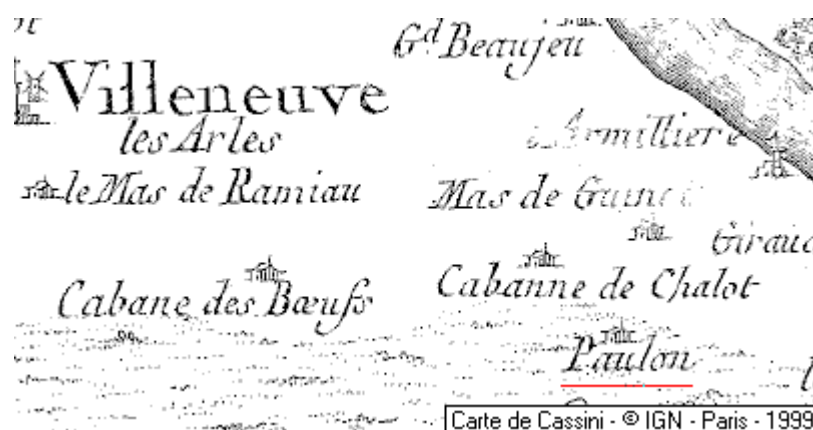 Gd Beaujeu
Villeneuve
les Arles
Armilliere
le Mas de Ramiau
Mas de
Cabane des Bœufs
Cabanne de Chalot
Paulon
Carte de Cassini - © IGN - Paris - 1999